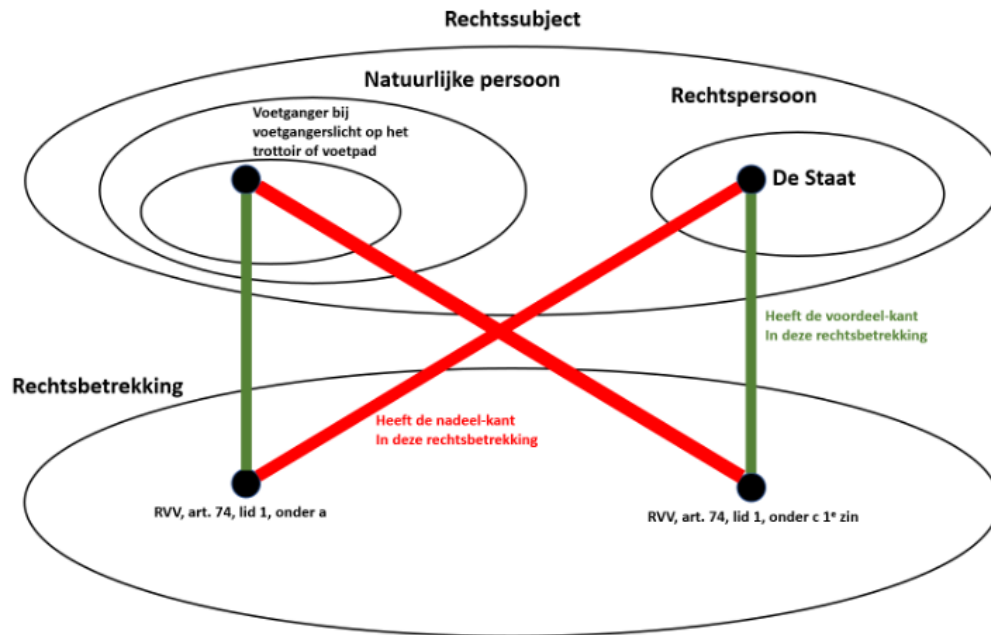 Rechtssubject
Natuurlijke persoon
Rechtspersoon
Voetganger bij
voetgangerslicht op het
trottoir of voetpad
De Staat
Heeft de voordeel-kant
In deze rechtsbetrekking
Rechtsbetrekking
Heeft de nadeel-kant
In deze rechtsbetrekking
RVV, art. 74, lid 1, onder a
RVV, art. 74, lid 1, onder c 1ᵉ zin